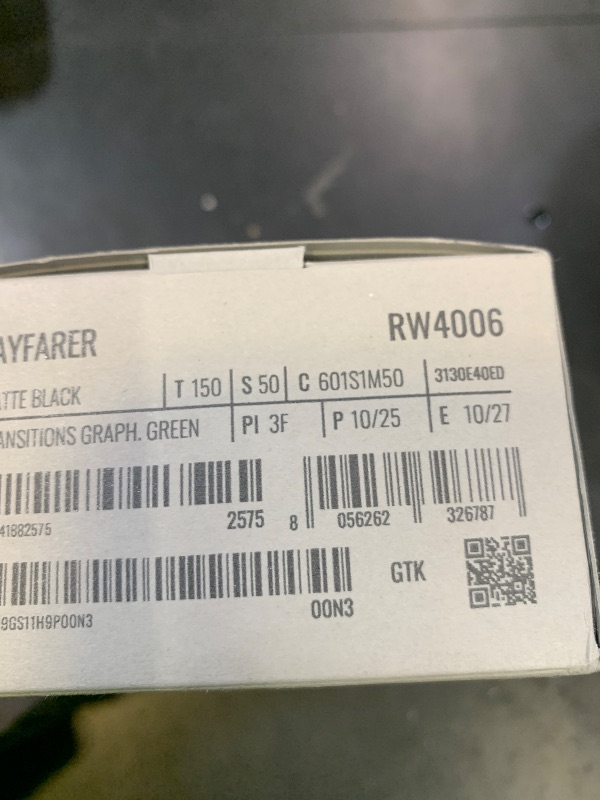 AYFARER RW4006
ATTE BLACK T 150 S 50 C 601S1M50 3130E40ED
ANSITIONS GRAPH. GREEN PI 3F P 10/25 E 10/27
41882575 2575 8 056262 326787
9GS11H9P00N3 00N3 GTK